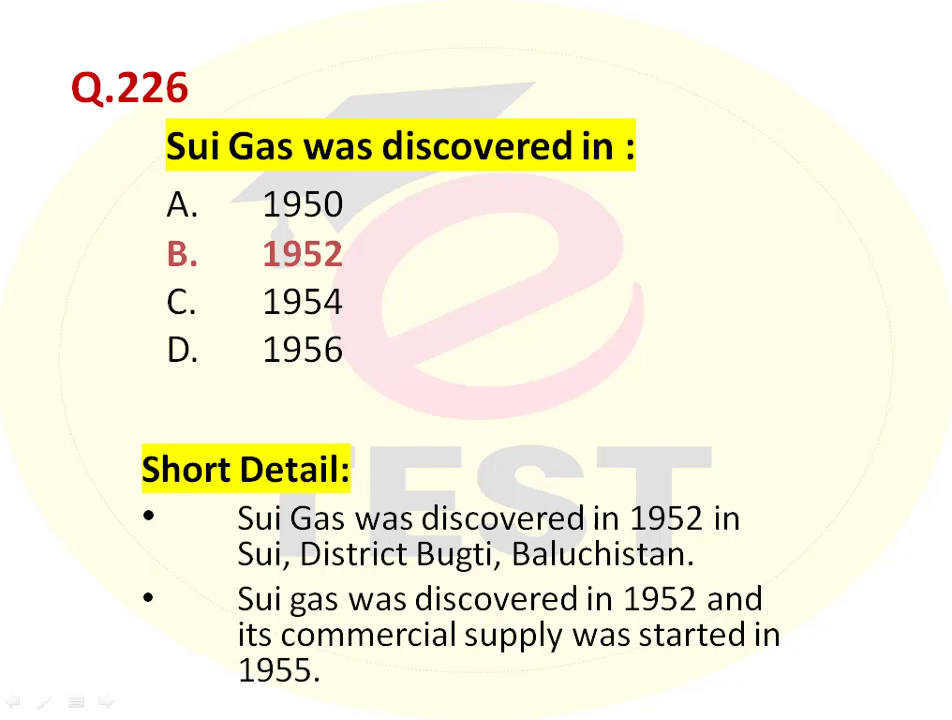 Q.226
Sui Gas was discovered in :
A. 1950
B. 1952
C. 1954
D. 1956
e
TEST
Short Detail:
• Sui Gas was discovered in 1952 in
Sui, District Bugti, Baluchistan.
• Sui gas was discovered in 1952 and
its commercial supply was started in
1955.